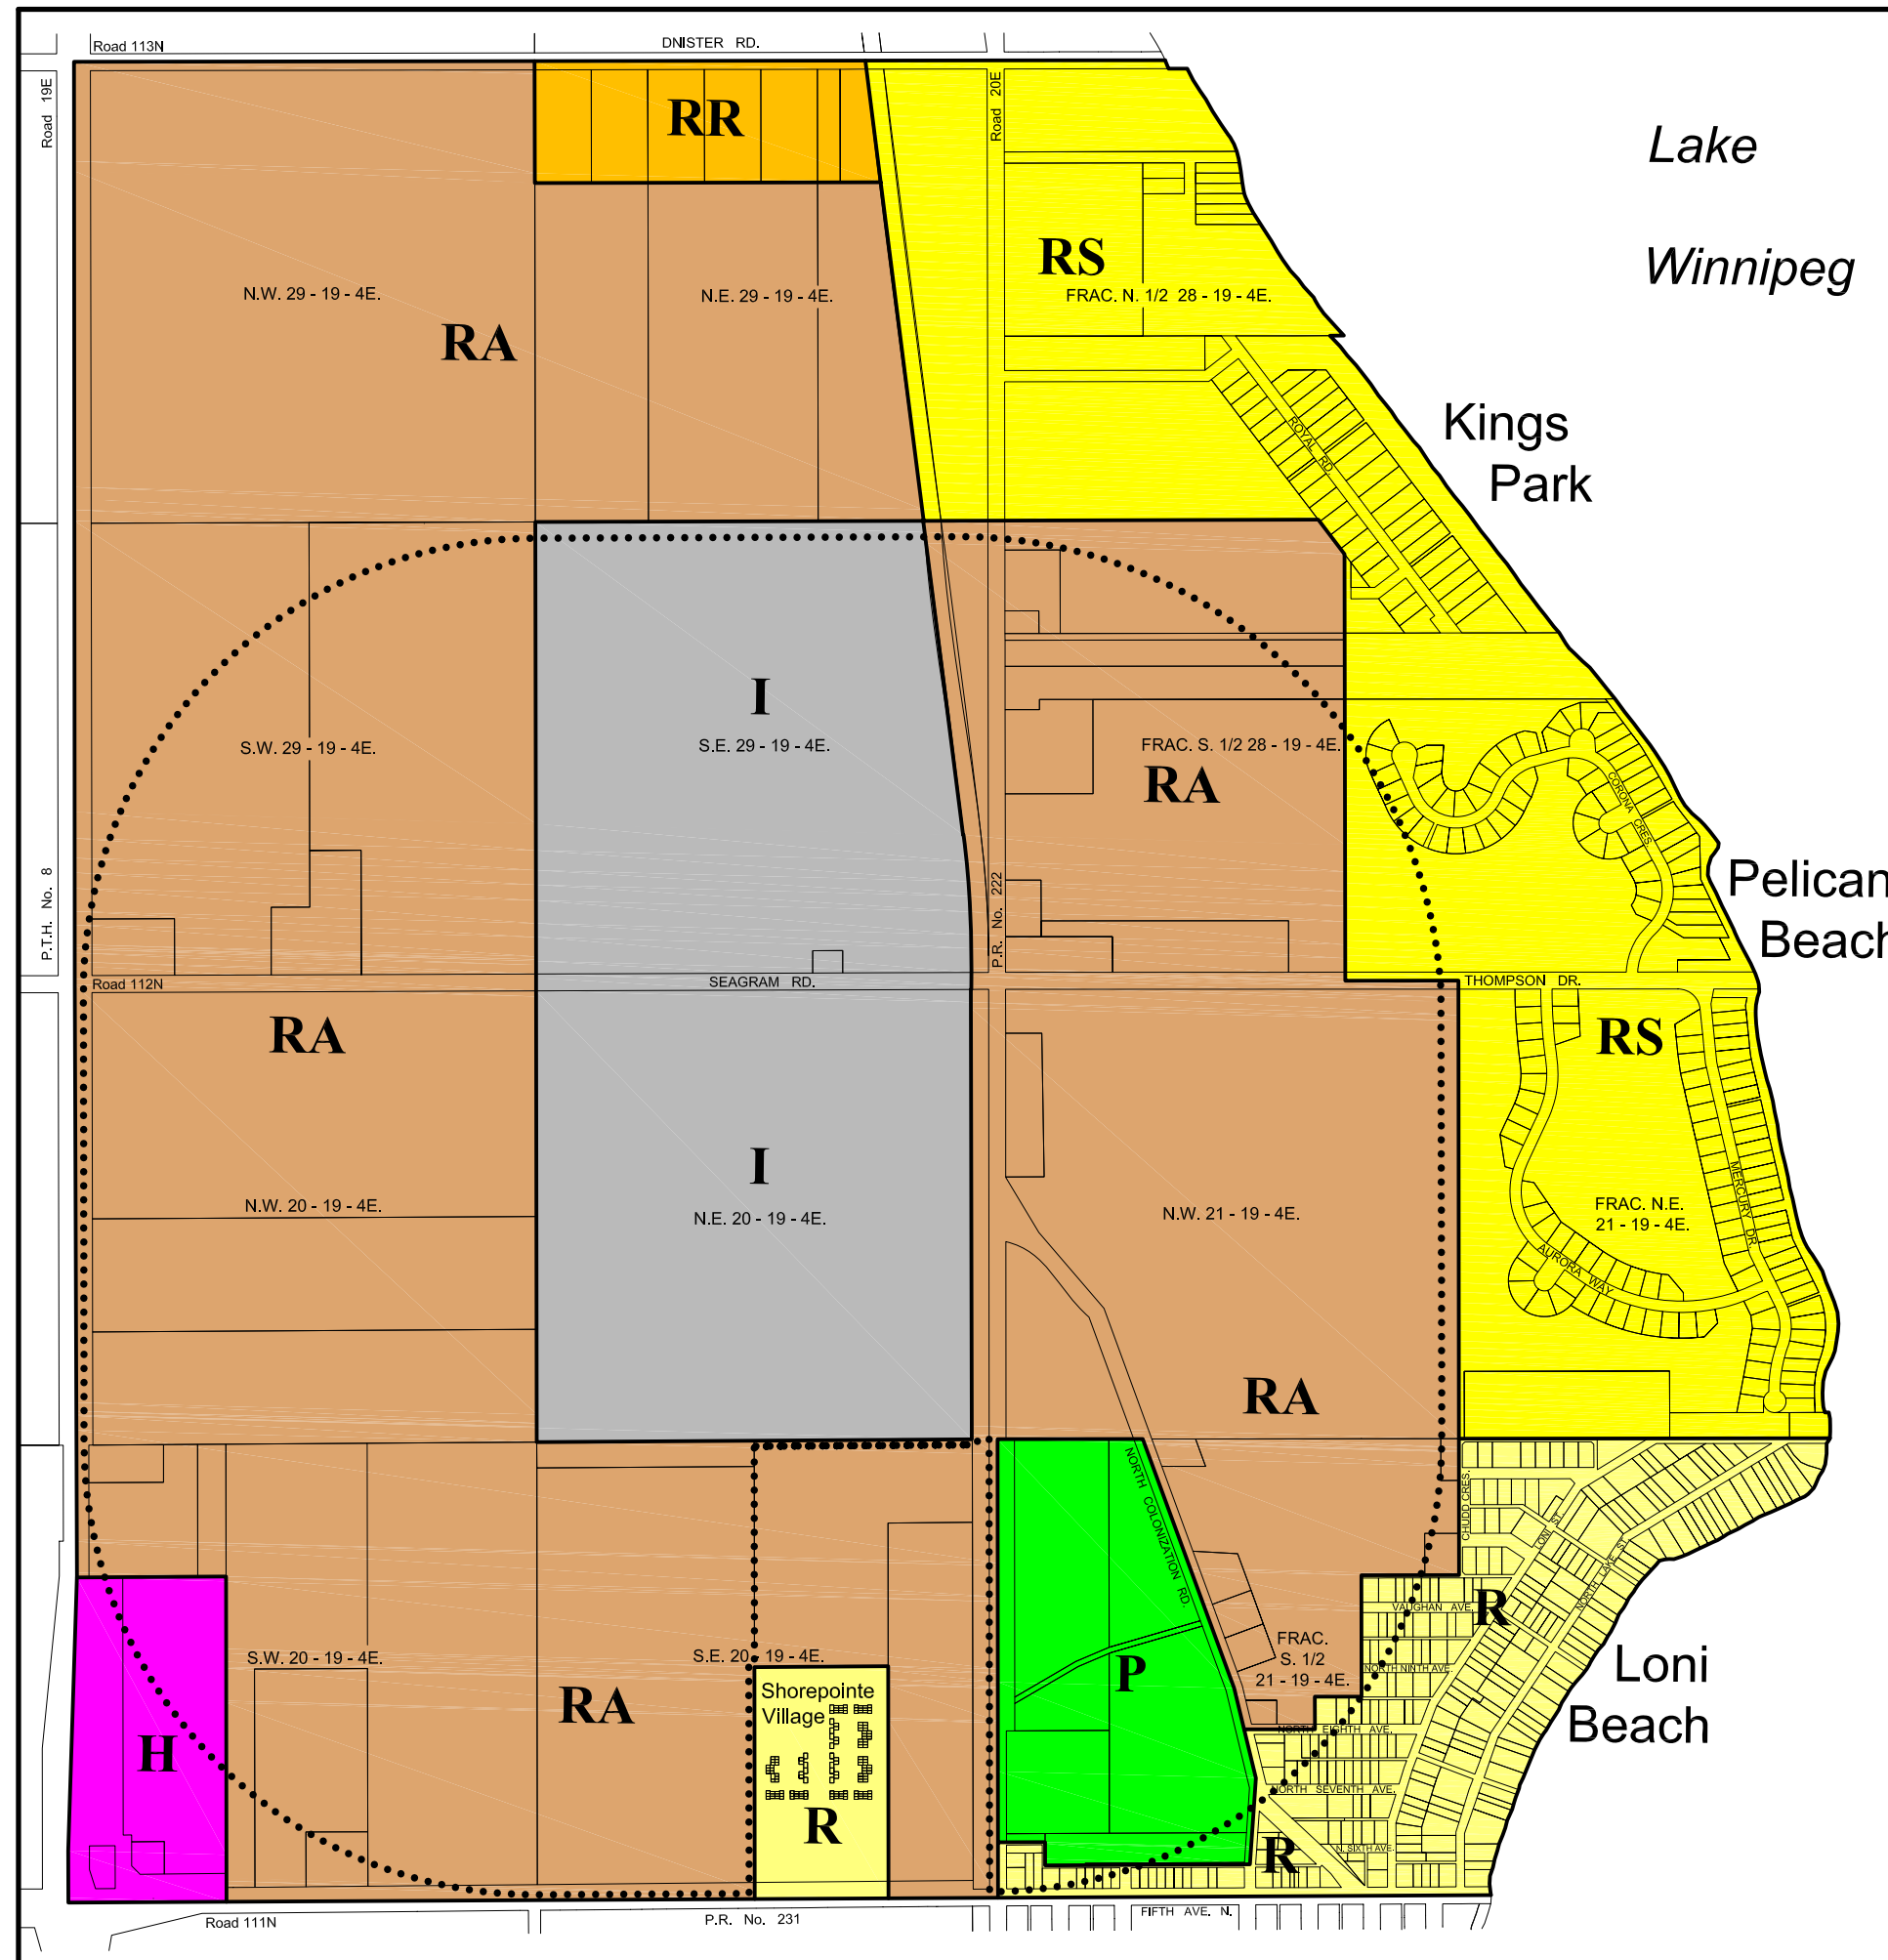 Road 113N
DNISTER RD.
Road 19E
Road 20E
RR
Lake
Winnipeg
RS
FRAC. N. 1/2 28 - 19 - 4E.
N.W. 29 - 19 - 4E.
N.E. 29 - 19 - 4E.
RA
Kings
Park
ROYAL RD.
I
S.W. 29 - 19 - 4E.
S.E. 29 - 19 - 4E.
FRAC. S. 1/2 28 - 19 - 4E.
RA
CORONA CRES.
P.T.H. No. 8
P.R. No. 222
Pelican
Beach
Road 112N
SEAGRAM RD.
THOMPSON DR.
RA
RS
I
N.W. 20 - 19 - 4E.
N.E. 20 - 19 - 4E.
N.W. 21 - 19 - 4E.
FRAC. N.E.
21 - 19 - 4E.
MERCURY DR.
AURORA WAY
RA
NORTH COLONIZATION RD.
CHUDD CRES.
LONI ST.
NORTH LAKE ST.
VAUGHAN AVE.
R
FRAC.
S. 1/2
21 - 19 - 4E.
NORTH NINTH AVE.
Loni
Beach
S.W. 20 - 19 - 4E.
S.E. 20 - 19 - 4E.
P
Shorepointe
Village
RA
H
NORTH EIGHTH AVE.
NORTH SEVENTH AVE.
R
R
N. SIXTH AVE.
Road 111N
P.R. No. 231
FIFTH AVE. N.